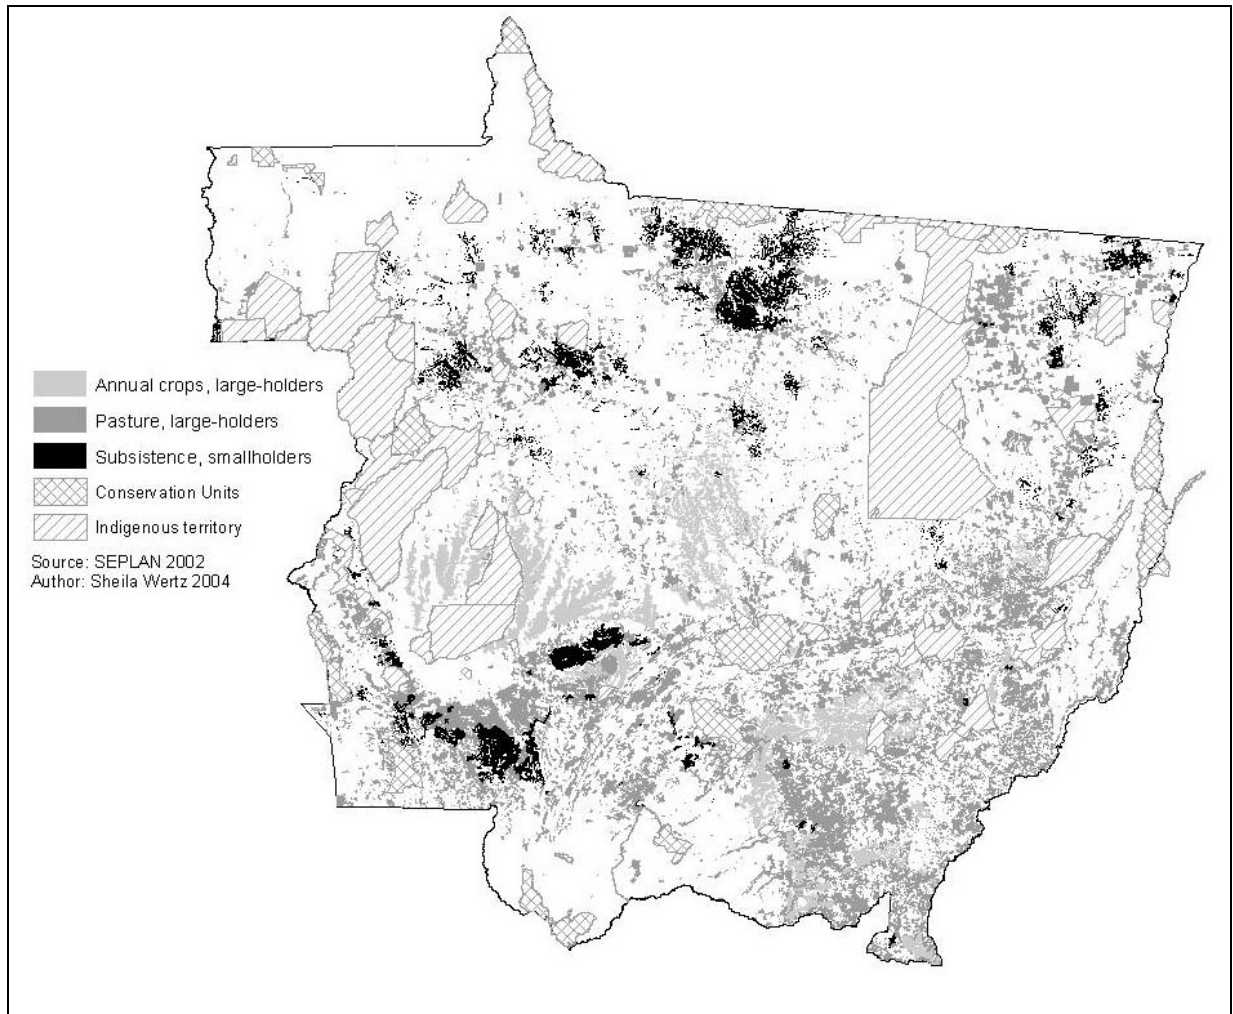 Annual crops, large-holders
Pasture, large-holders
Subsistence, smallholders
Conservation Units
Indigenous territory
Source: SEPLAN 2002
Author: Sheila Wertz 2004